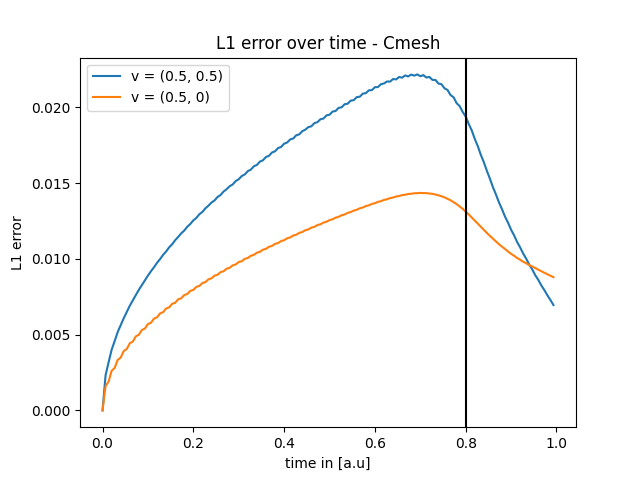 L1 error over time - Cmesh
v = (0.5, 0.5)
v = (0.5, 0)
L1 error
0.020
0.015
0.010
0.005
0.000
0.0 0.2 0.4 0.6 0.8 1.0
time in [a.u]